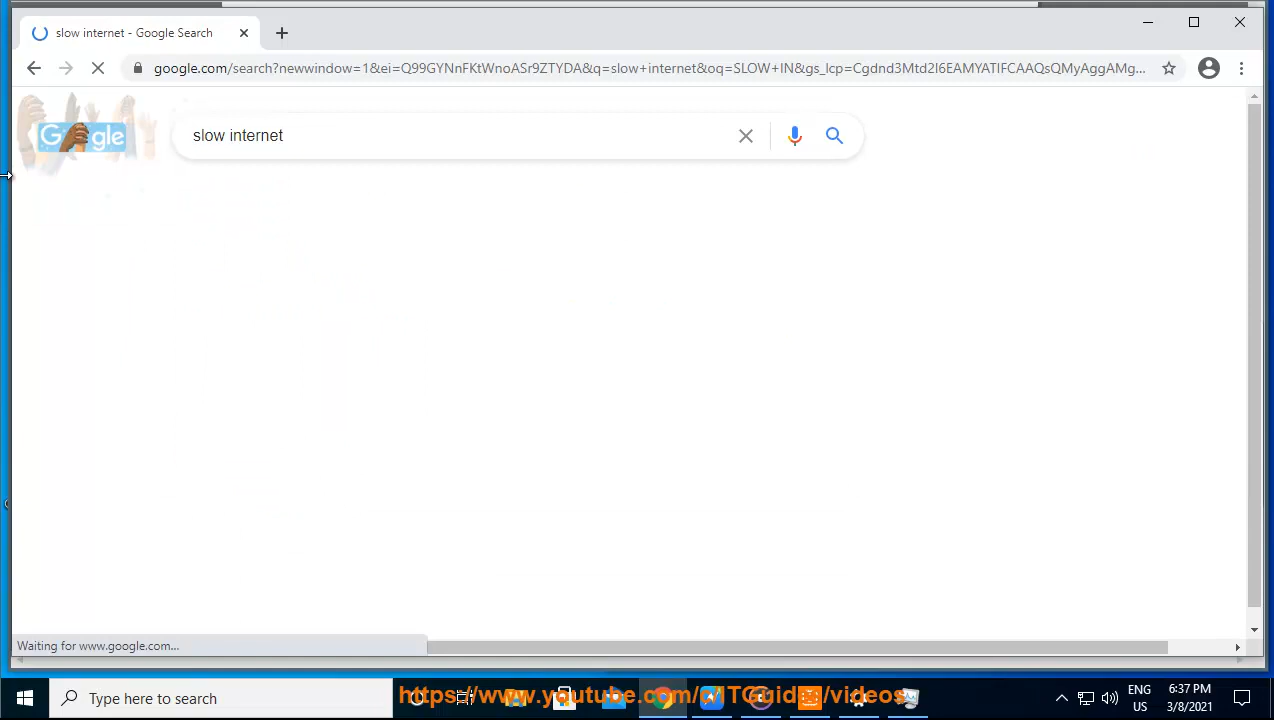 slow internet - Google Search
google.com/search?newwindow=1&ei=Q99GYNnFKtWnoASr9ZTYDA&q=slow+internet&oq=SLOW+IN&gs_lcp=Cgdnd3Mtd2l6EAMYATIFCAAQsQMyAggAMg...
Google
slow internet
Waiting for www.google.com...
Type here to search
ENG
US
6:37 PM
3/8/2021